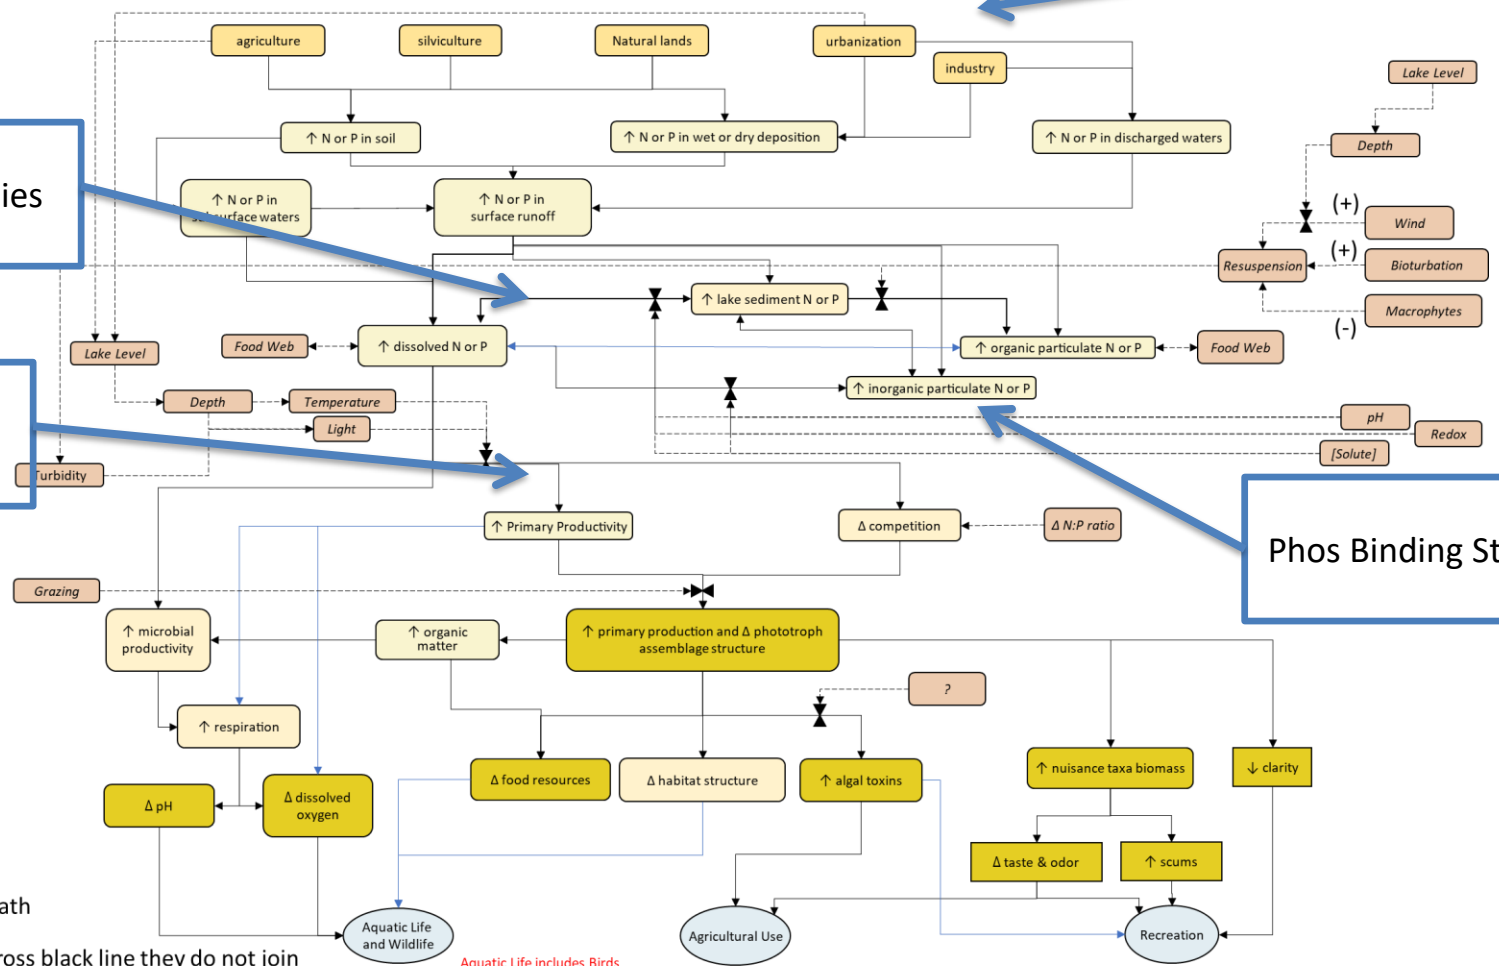 agriculture
silviculture
Natural lands
urbanization
industry
Lake Level
↑ N or P in soil
↑ N or P in wet or dry deposition
↑ N or P in discharged waters
Depth
ies
↑ N or P in
subsurface waters
↑ N or P in
surface runoff
(+)
Wind
(+)
Resuspension
Bioturbation
↑ lake sediment N or P
Macrophytes
(-)
Lake Level
Food Web
↑ dissolved N or P
↑ organic particulate N or P
Food Web
↑ inorganic particulate N or P
Depth
Temperature
Light
pH
Redox
[Solute]
Turbidity
↑ Primary Productivity
Δ competition
Δ N:P ratio
Phos Binding St
Grazing
↑ microbial
productivity
↑ organic
matter
↑ primary production and Δ phototroph
assemblage structure
?
↑ respiration
Δ food resources
Δ habitat structure
↑ algal toxins
↑ nuisance taxa biomass
↓ clarity
Δ pH
Δ dissolved
oxygen
Δ taste & odor
↑ scums
ath
Aquatic Life
and Wildlife
Agricultural Use
Recreation
ross black line they do not join
Aquatic Life includes Birds